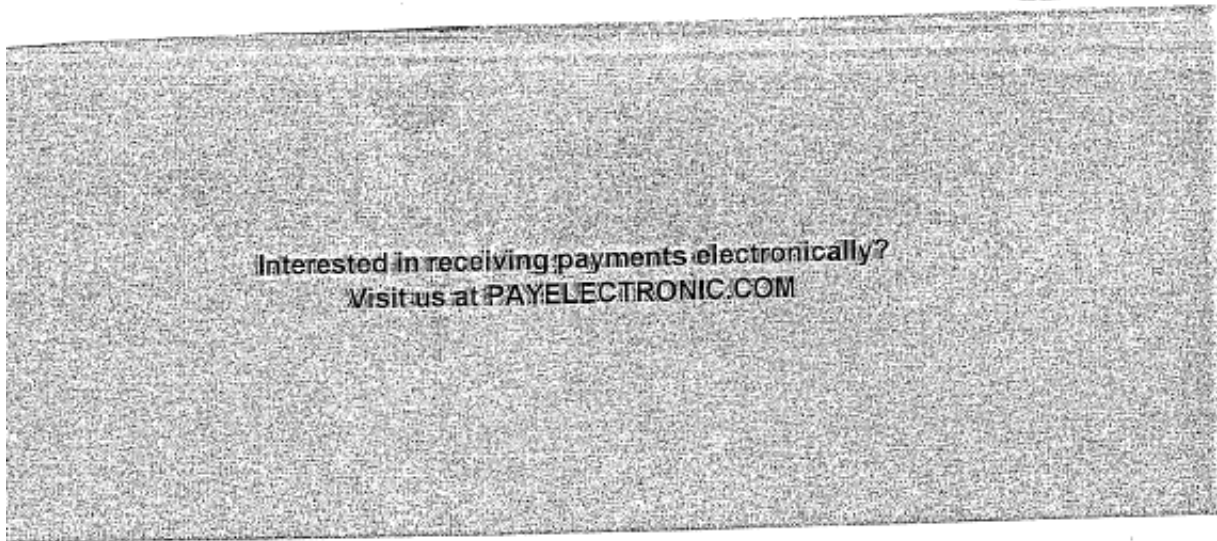 Interested in receiving payments electronically?
Visit us at PAYELECTRONIC.COM